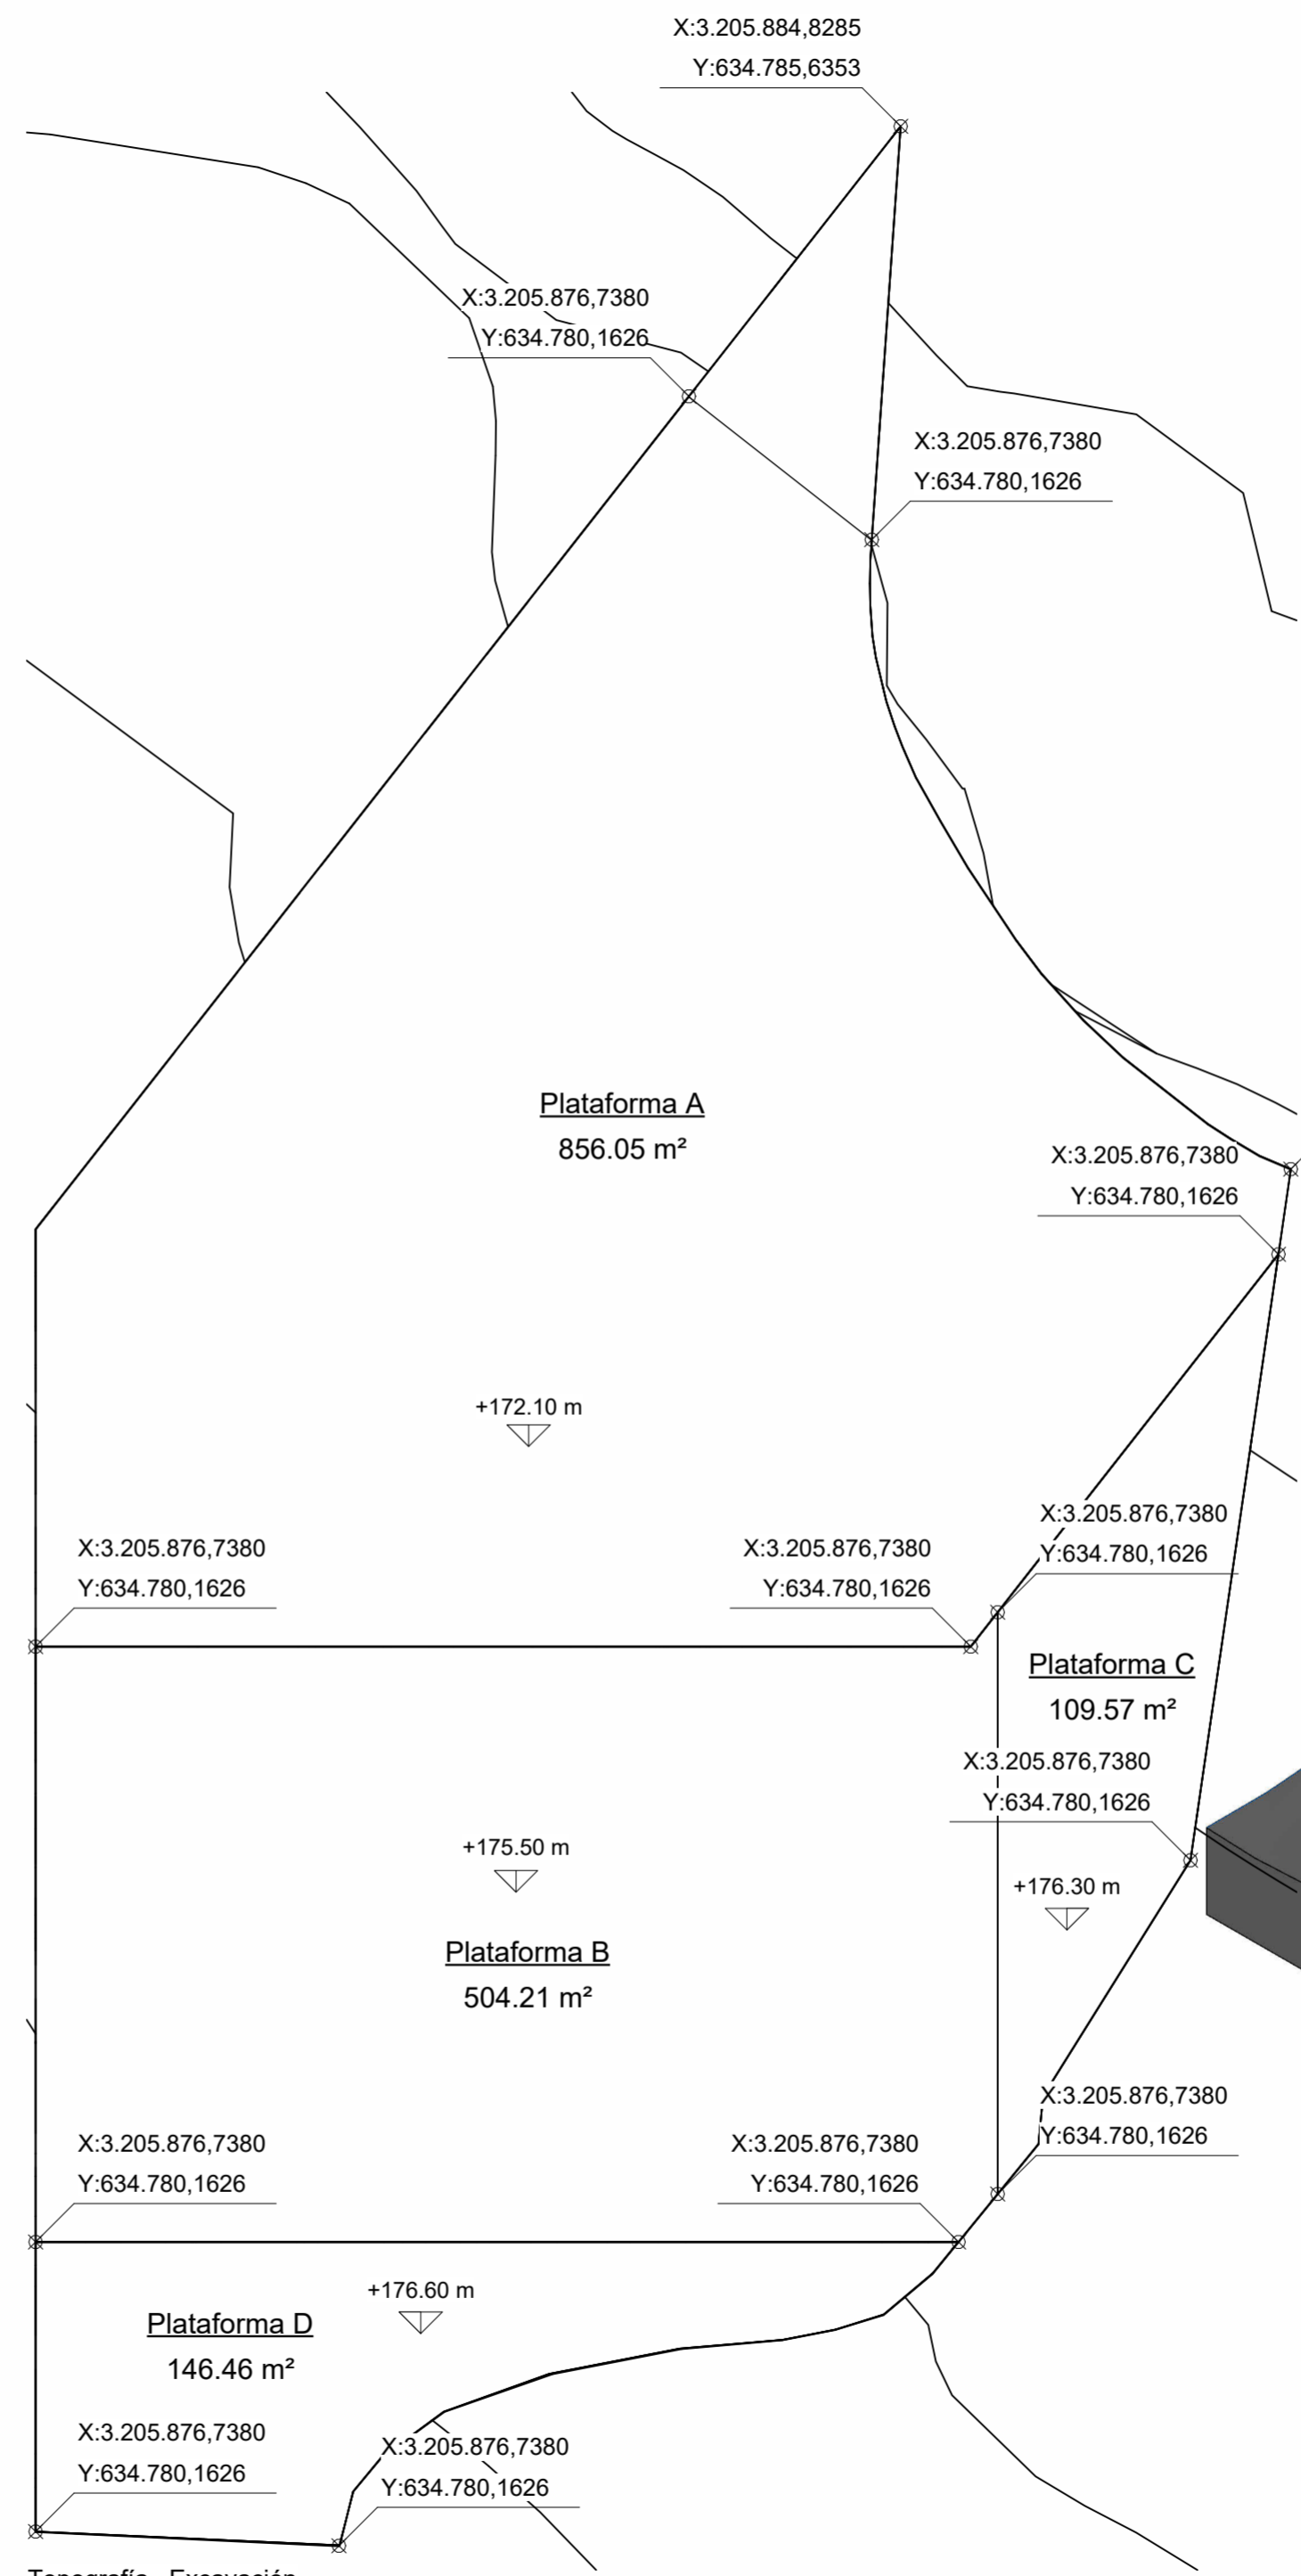 X:3.205.884,8285
Y:634.785,6353
X:3.205.876,7380
Y:634.780,1626
X:3.205.876,7380
Y:634.780,1626
Plataforma A
856.05 m²
X:3.205.876,7380
Y:634.780,1626
+172.10 m
X:3.205.876,7380
Y:634.780,1626
X:3.205.876,7380
Y:634.780,1626
X:3.205.876,7380
Y:634.780,1626
Plataforma C
109.57 m²
X:3.205.876,7380
Y:634.780,1626
+175.50 m
+176.30 m
Plataforma B
504.21 m²
X:3.205.876,7380
Y:634.780,1626
X:3.205.876,7380
Y:634.780,1626
X:3.205.876,7380
Y:634.780,1626
+176.60 m
Plataforma D
146.46 m²
X:3.205.876,7380
Y:634.780,1626
X:3.205.876,7380
Y:634.780,1626
Topografía - Excavación